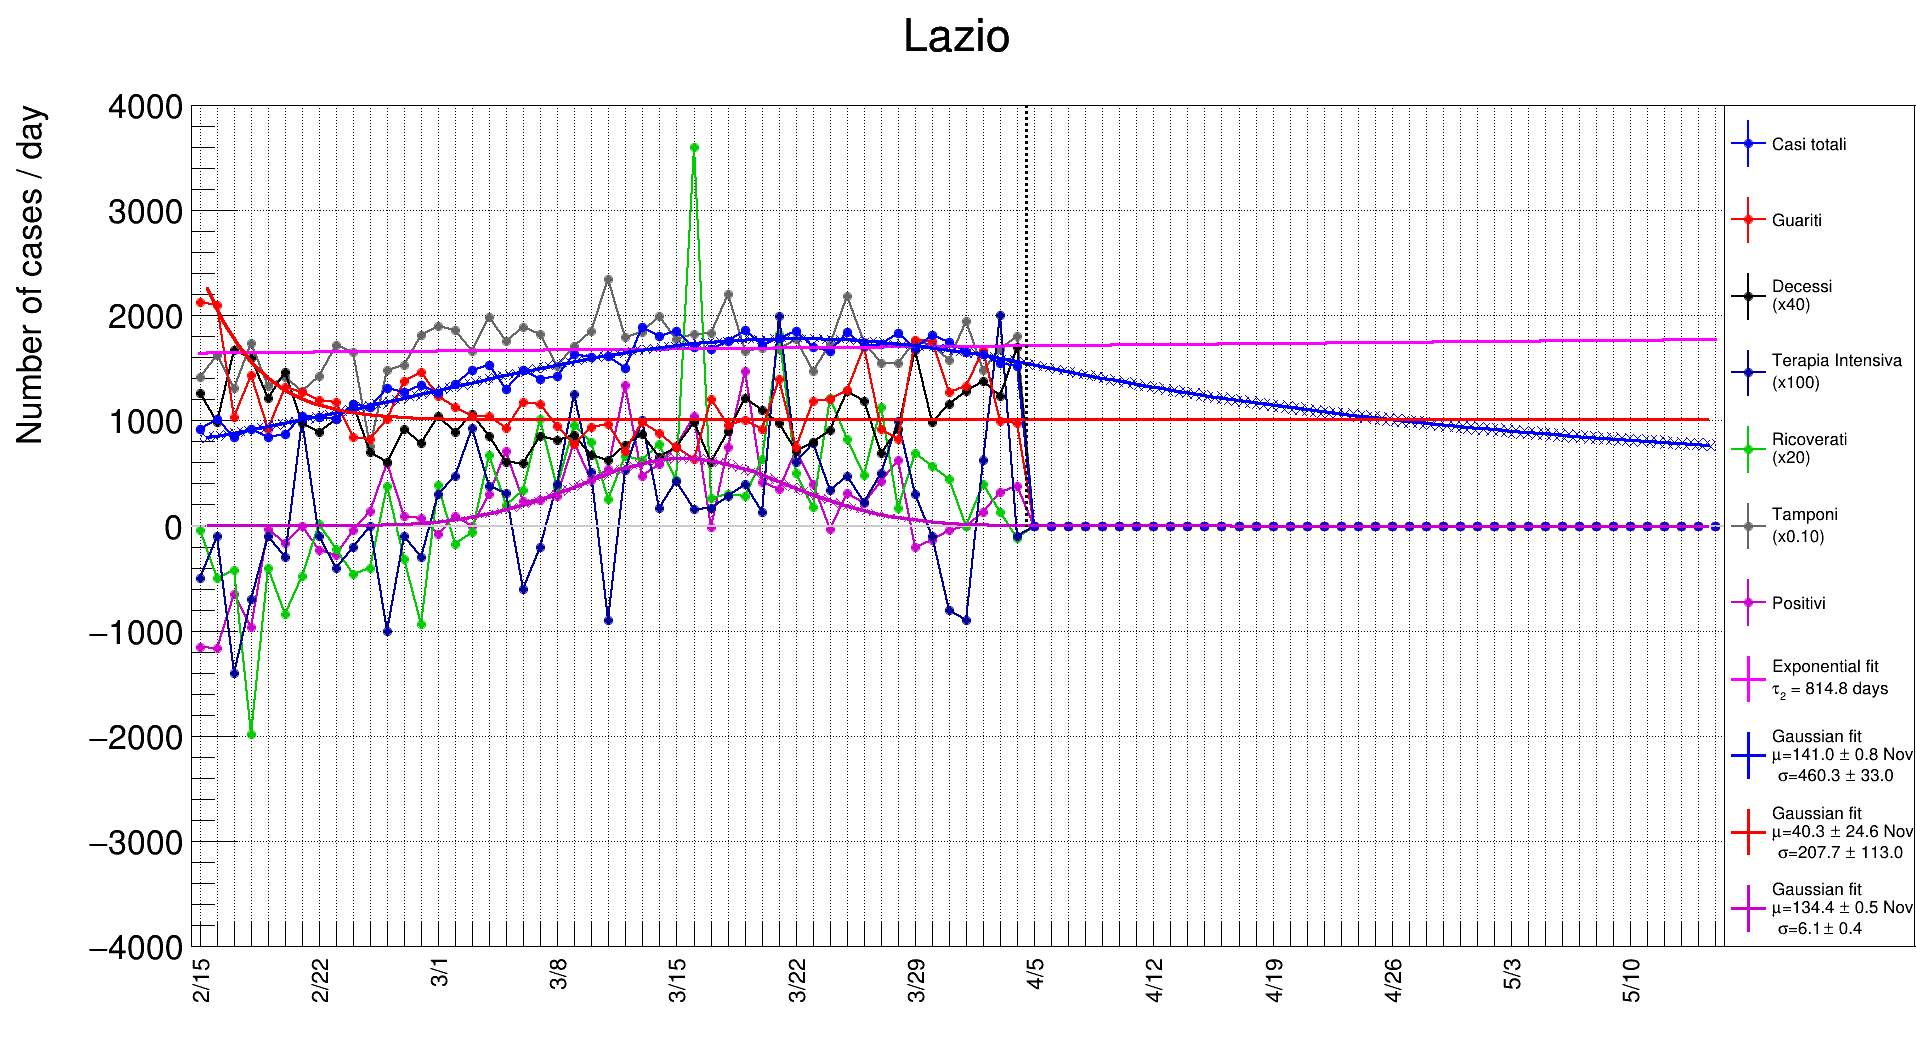 Lazio
Number of cases / day
4000
3000
2000
1000
0
−1000
−2000
−3000
−4000
2/15
2/22
3/1
3/8
3/15
3/22
3/29
4/5
4/12
4/19
4/26
5/3
5/10
Casi totali
Guariti
Decessi
(x40)
Terapia Intensiva
(x100)
Ricoverati
(x20)
Tamponi
(x0.10)
Positivi
Exponential fit
τ₂ = 814.8 days
Gaussian fit
μ=141.0 ± 0.8 Nov
σ=460.3 ± 33.0
Gaussian fit
μ=40.3 ± 24.6 Nov
σ=207.7 ± 113.0
Gaussian fit
μ=134.4 ± 0.5 Nov
σ=6.1 ± 0.4